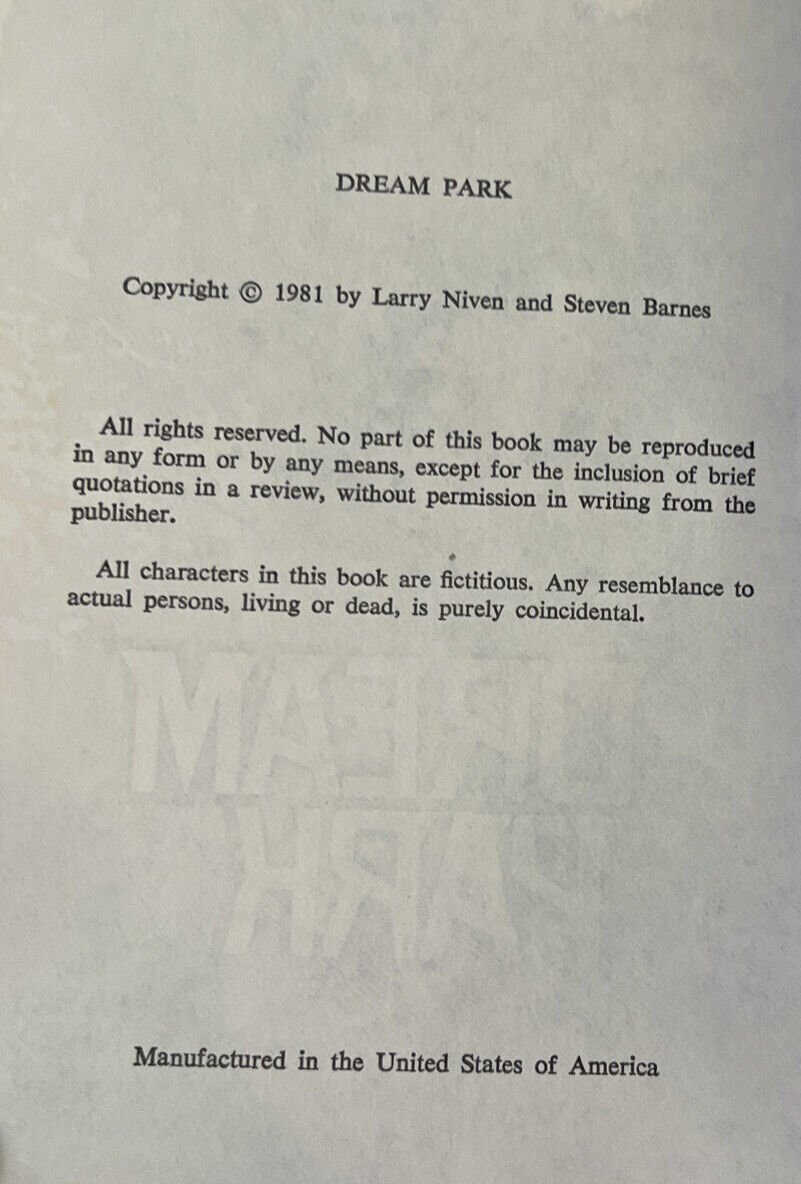 DREAM PARK
Copyright © 1981 by Larry Niven and Steven Barnes
All rights reserved. No part of this book may be reproduced
in any form or by any means, except for the inclusion of brief
quotations in a review, without permission in writing from the
publisher.
All characters in this book are fictitious. Any resemblance to
actual persons, living or dead, is purely coincidental.
DREAM
PARK
Manufactured in the United States of America